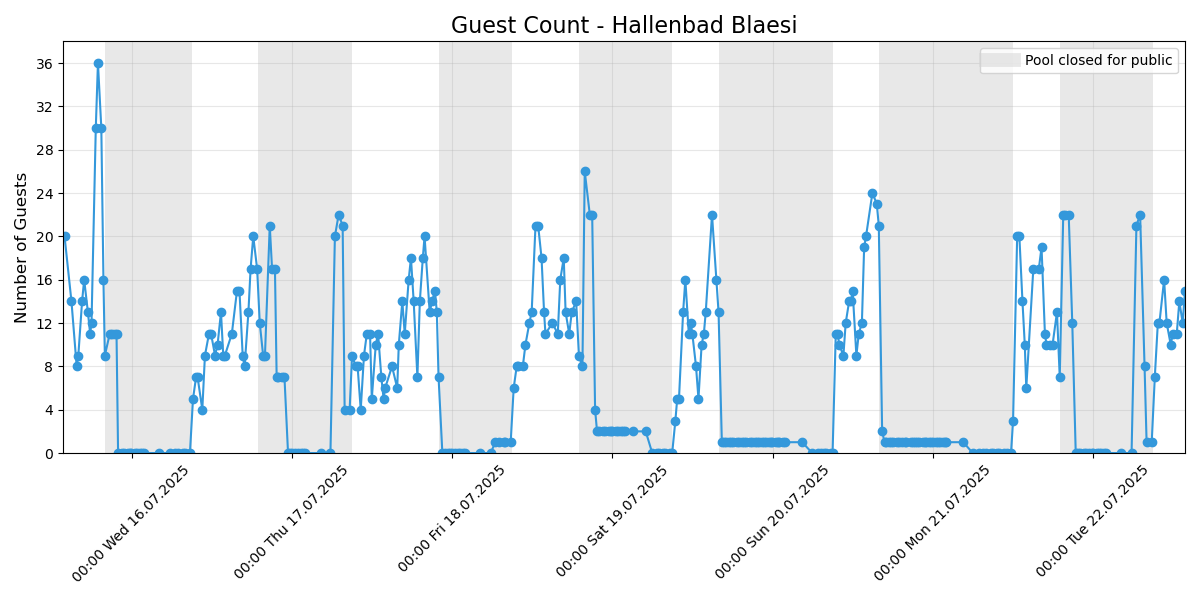 Guest Count - Hallenbad Blaesi
Pool closed for public
Number of Guests
36
32
28
24
20
16
12
8
4
0
00:00 Wed 16.07.2025
00:00 Thu 17.07.2025
00:00 Fri 18.07.2025
00:00 Sat 19.07.2025
00:00 Sun 20.07.2025
00:00 Mon 21.07.2025
00:00 Tue 22.07.2025